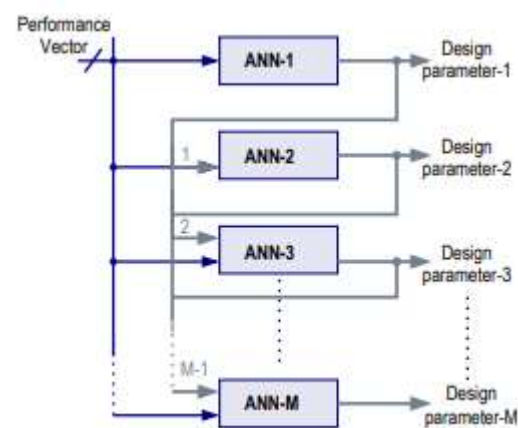 Performance
Vector
ANN-1
Design
parameter-1
1
ANN-2
Design
parameter-2
2
ANN-3
Design
parameter-3
M-1
ANN-M
Design
parameter-M